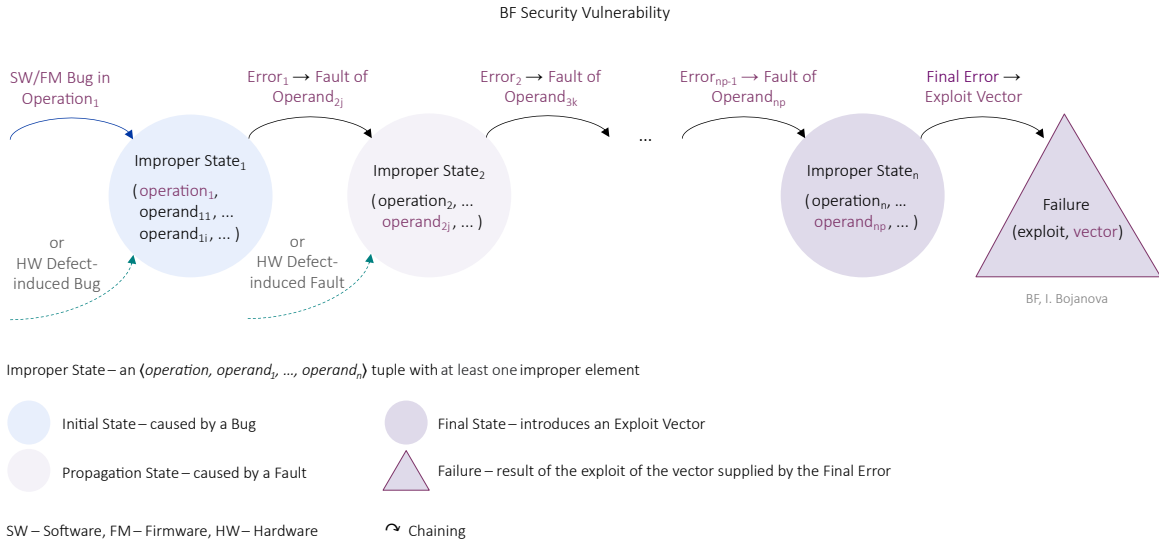 BF Security Vulnerability
SW/FM Bug in
Operation₁
Error₁ → Fault of
Operand₂ⱼ
Error₂ → Fault of
Operand₃ₖ
Errorₙₚ₋₁ → Fault of
Operandₙₚ
Final Error →
Exploit Vector
Improper State₁
(operation₁,
operand₁₁, ...
operand₁ᵢ, ... )
Improper State₂
(operation₂, ...
operand₂ⱼ, ... )
...
Improper Stateₙ
(operationₙ, ...
operandₙₚ, ... )
Failure
(exploit, vector)
or
HW Defect-
induced Bug
or
HW Defect-
induced Fault
BF, I. Bojanova
Improper State – an ⟨operation, operand₁, ..., operandₙ⟩ tuple with at least one improper element
Initial State – caused by a Bug
Final State – introduces an Exploit Vector
Propagation State – caused by a Fault
Failure – result of the exploit of the vector supplied by the Final Error
SW – Software, FM – Firmware, HW – Hardware
Chaining